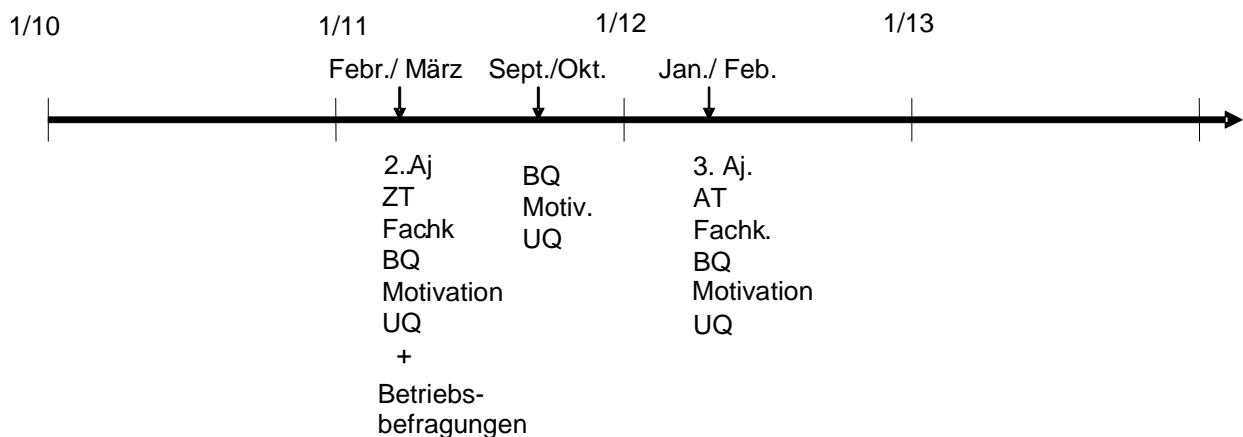 1/10
1/11
1/12
1/13
Febr./ März
Sept./Okt.
Jan./ Feb.
2..Aj
ZT
Fachk
BQ
Motivation
UQ
+
Betriebs-
befragungen
BQ
Motiv.
UQ
3. Aj.
AT
Fachk.
BQ
Motivation
UQ